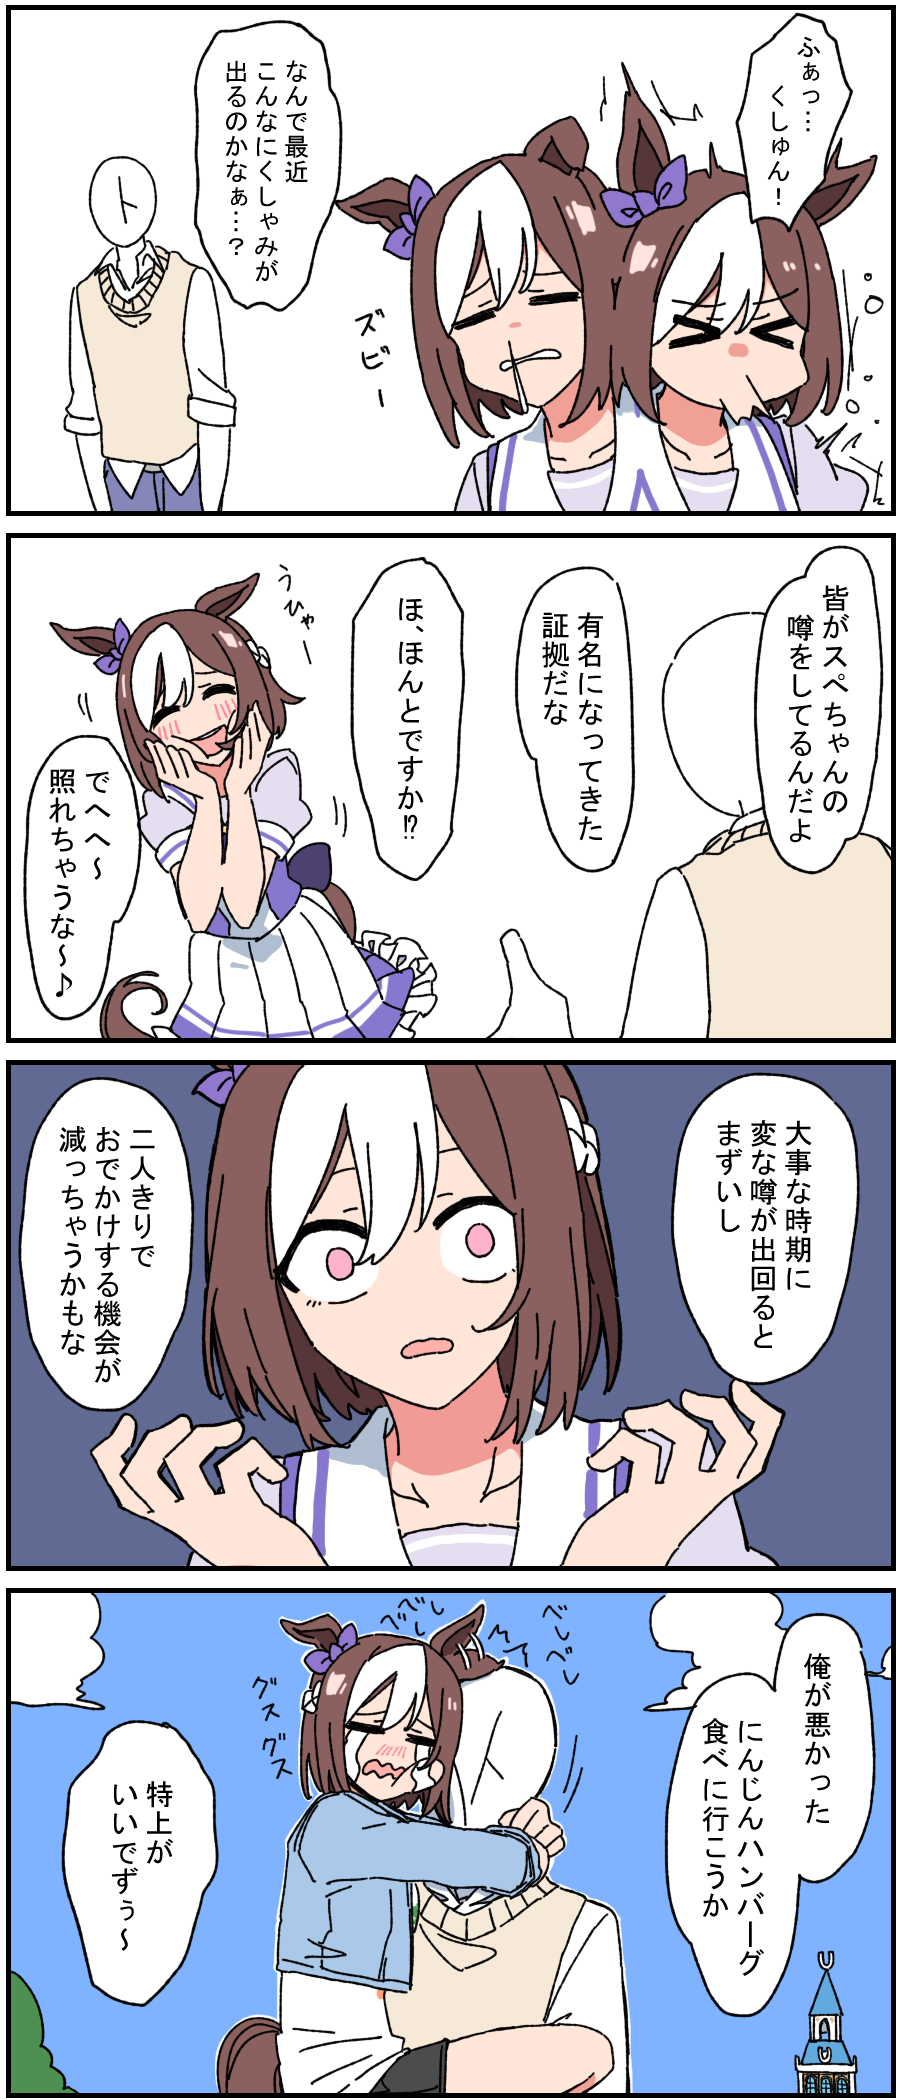 ふぁっ…
くしゅん！
なんで最近
こんなにくしゃみが
出るのかなぁ…？
ズビー
皆がスペちゃんの
噂をしてるんだよ
有名になってきた
証拠だな
ほ、ほんとですか⁉
うひゃー
でへへ～
照れちゃうな～♪
大事な時期に
変な噂が出回ると
まずいし
二人きりで
おでかけする機会が
減っちゃうかもな
俺が悪かった
にんじんハンバーグ
食べに行こうか
べしべし
べしべし
グスグス
特上が
いいでずぅ～